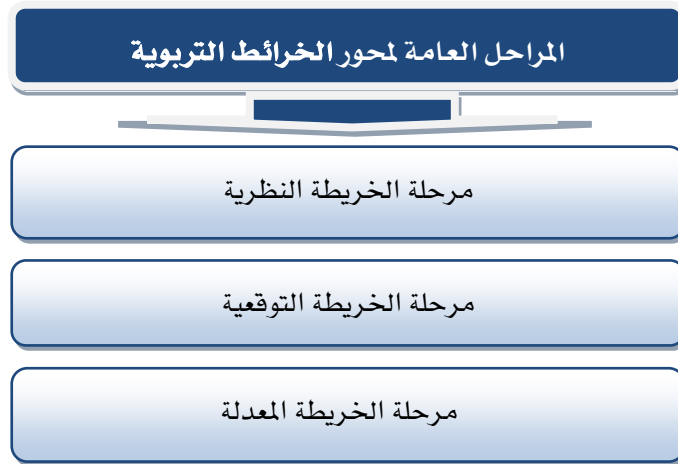 المراحل العامة لمحور الخرائط التربوية
مرحلة الخريطة النظرية
مرحلة الخريطة التوقعية
مرحلة الخريطة المعدلة